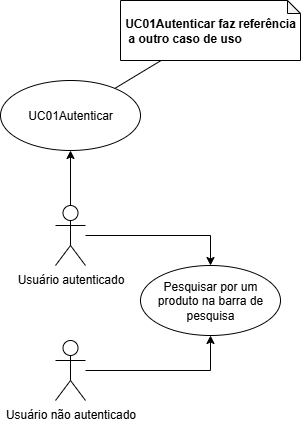 UC01Autenticar faz referência
a outro caso de uso
UC01Autenticar
Usuário autenticado
Pesquisar por um
produto na barra de
pesquisa
Usuário não autenticado